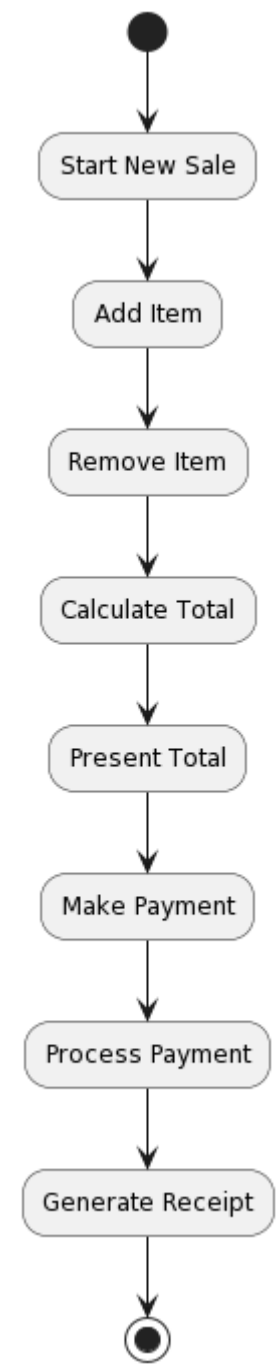 Start New Sale
Add Item
Remove Item
Calculate Total
Present Total
Make Payment
Process Payment
Generate Receipt